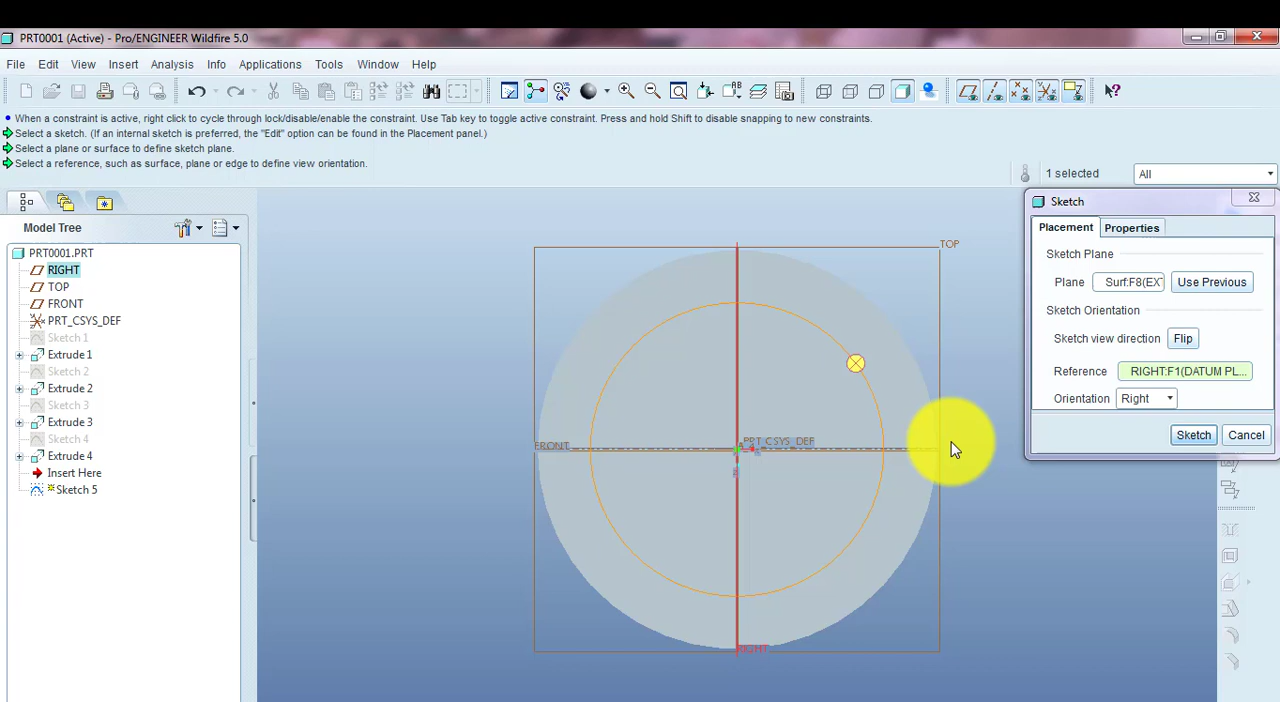 PRT0001 (Active) - Pro/ENGINEER Wildfire 5.0
File Edit View Insert Analysis Info Applications Tools Window Help
When a constraint is active, right click to cycle through lock/disable/enable the constraint. Use Tab key to toggle active constraint. Press and hold Shift to disable snapping to new constraints.
Select a sketch. (If an internal sketch is preferred, the "Edit" option can be found in the Placement panel.)
Select a plane or surface to define sketch plane.
Select a reference, such as surface, plane or edge to define view orientation.
1 selected All
Model Tree
PRT0001.PRT
RIGHT
TOP
FRONT
PRT_CSYS_DEF
Sketch 1
Extrude 1
Sketch 2
Extrude 2
Sketch 3
Extrude 3
Sketch 4
Extrude 4
Insert Here
Sketch 5
TOP
FRONT
PRT_CSYS_DEF
RIGHT
Sketch
Placement Properties
Sketch Plane
Plane Surf:F8(EXT Use Previous
Sketch Orientation
Sketch view direction Flip
Reference RIGHT:F1(DATUM PL...
Orientation Right
Sketch Cancel